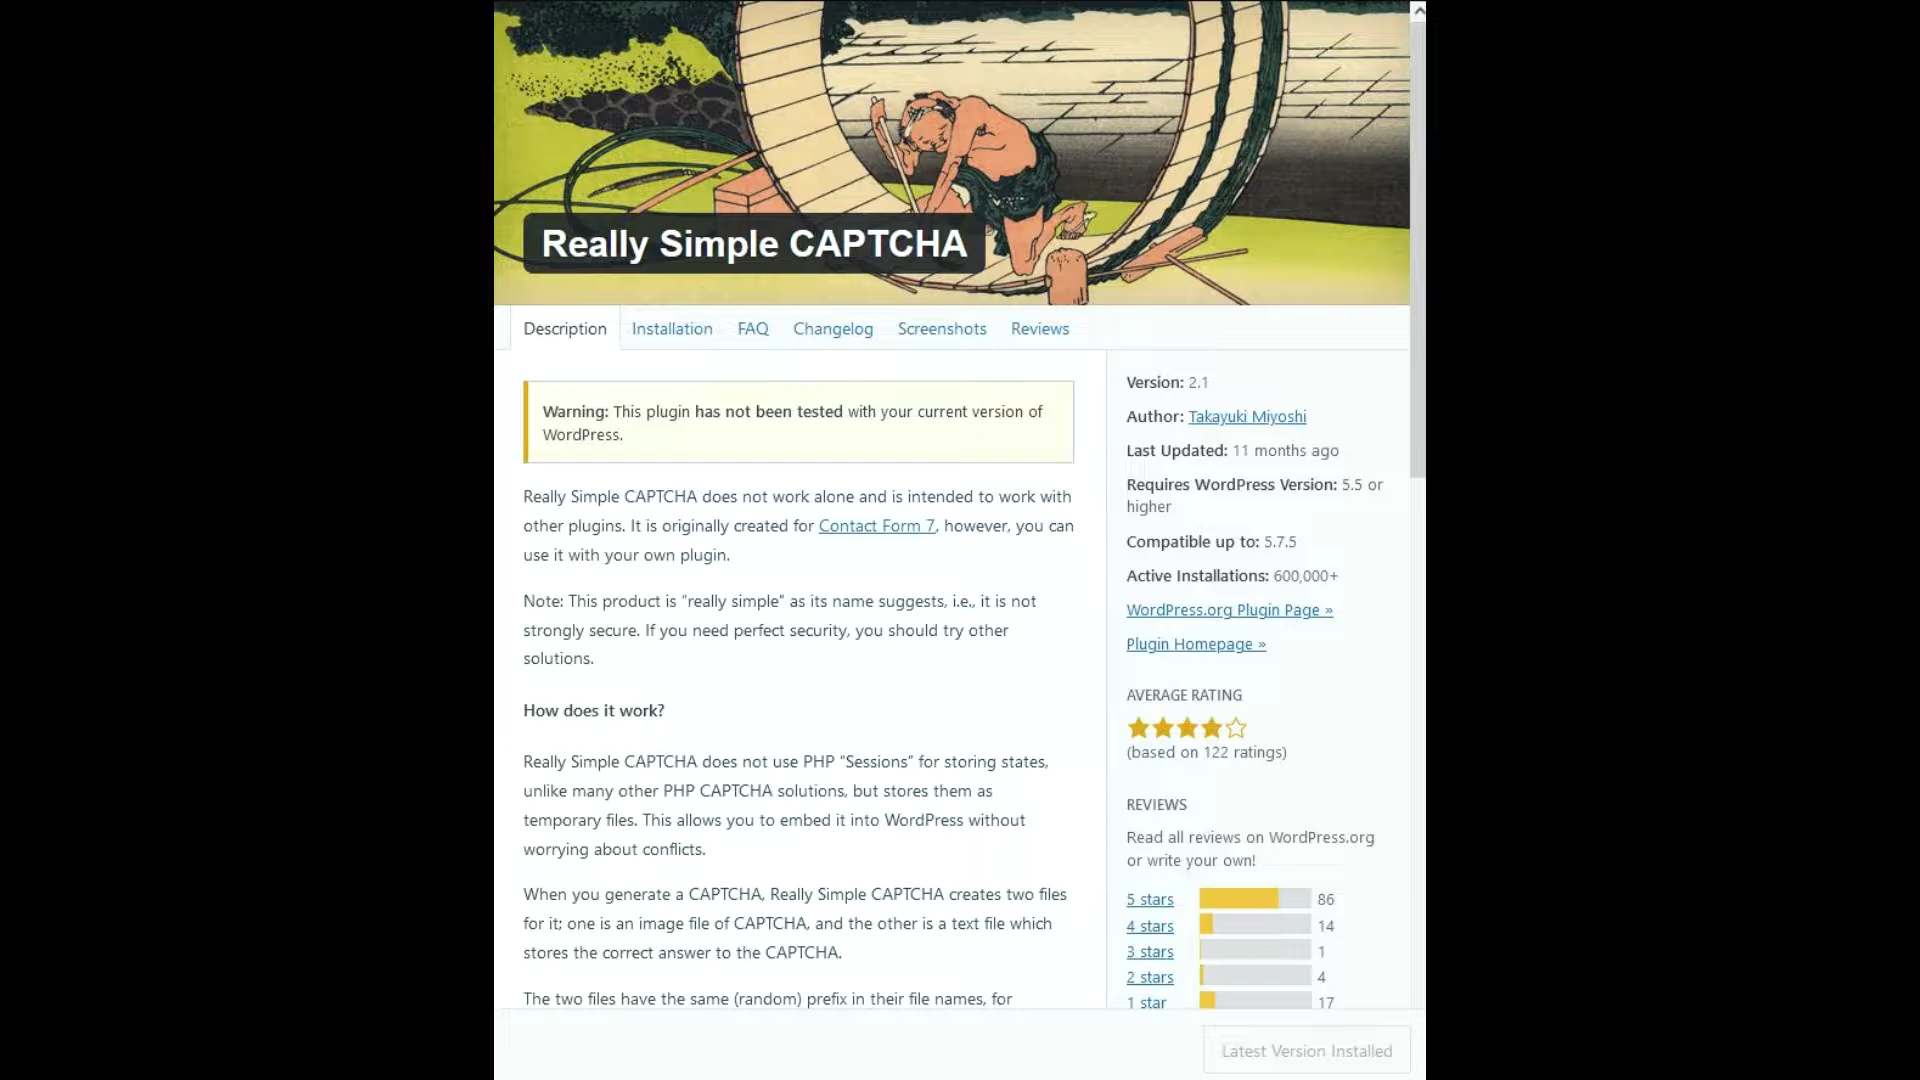 Really Simple CAPTCHA
Description Installation FAQ Changelog Screenshots Reviews
Warning: This plugin has not been tested with your current version of
WordPress.
Really Simple CAPTCHA does not work alone and is intended to work with
other plugins. It is originally created for Contact Form 7, however, you can
use it with your own plugin.
Note: This product is “really simple” as its name suggests, i.e., it is not
strongly secure. If you need perfect security, you should try other
solutions.
How does it work?
Really Simple CAPTCHA does not use PHP “Sessions” for storing states,
unlike many other PHP CAPTCHA solutions, but stores them as
temporary files. This allows you to embed it into WordPress without
worrying about conflicts.
When you generate a CAPTCHA, Really Simple CAPTCHA creates two files
for it; one is an image file of CAPTCHA, and the other is a text file which
stores the correct answer to the CAPTCHA.
The two files have the same (random) prefix in their file names, for
Version: 2.1
Author: Takayuki Miyoshi
Last Updated: 11 months ago
Requires WordPress Version: 5.5 or
higher
Compatible up to: 5.7.5
Active Installations: 600,000+
WordPress.org Plugin Page »
Plugin Homepage »
AVERAGE RATING
(based on 122 ratings)
REVIEWS
Read all reviews on WordPress.org
or write your own!
5 stars 86
4 stars 14
3 stars 1
2 stars 4
1 star 17
Latest Version Installed